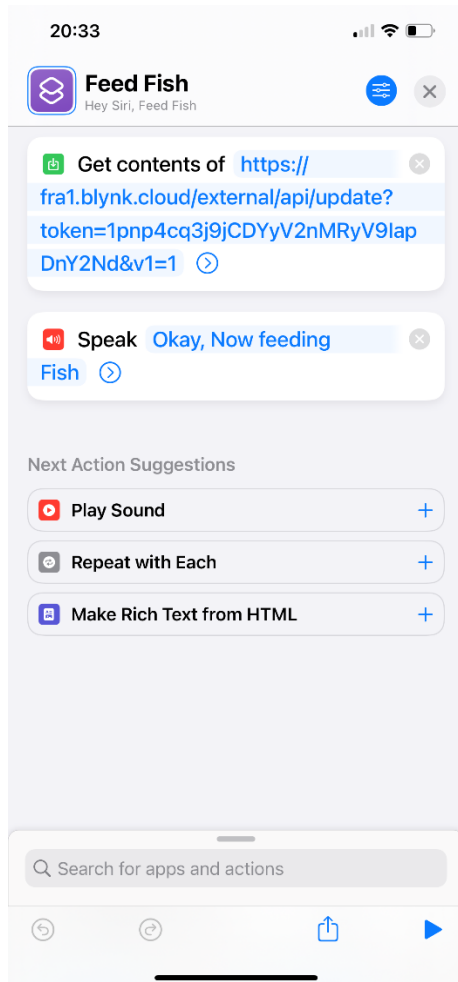 20:33
Feed Fish
Hey Siri, Feed Fish
Get contents of https://
fra1.blynk.cloud/external/api/update?
token=1pnp4cq3j9jCDYyV2nMRyV9Iap
DnY2Nd&v1=1
Speak Okay, Now feeding
Fish
Next Action Suggestions
Play Sound
Repeat with Each
Make Rich Text from HTML
Search for apps and actions